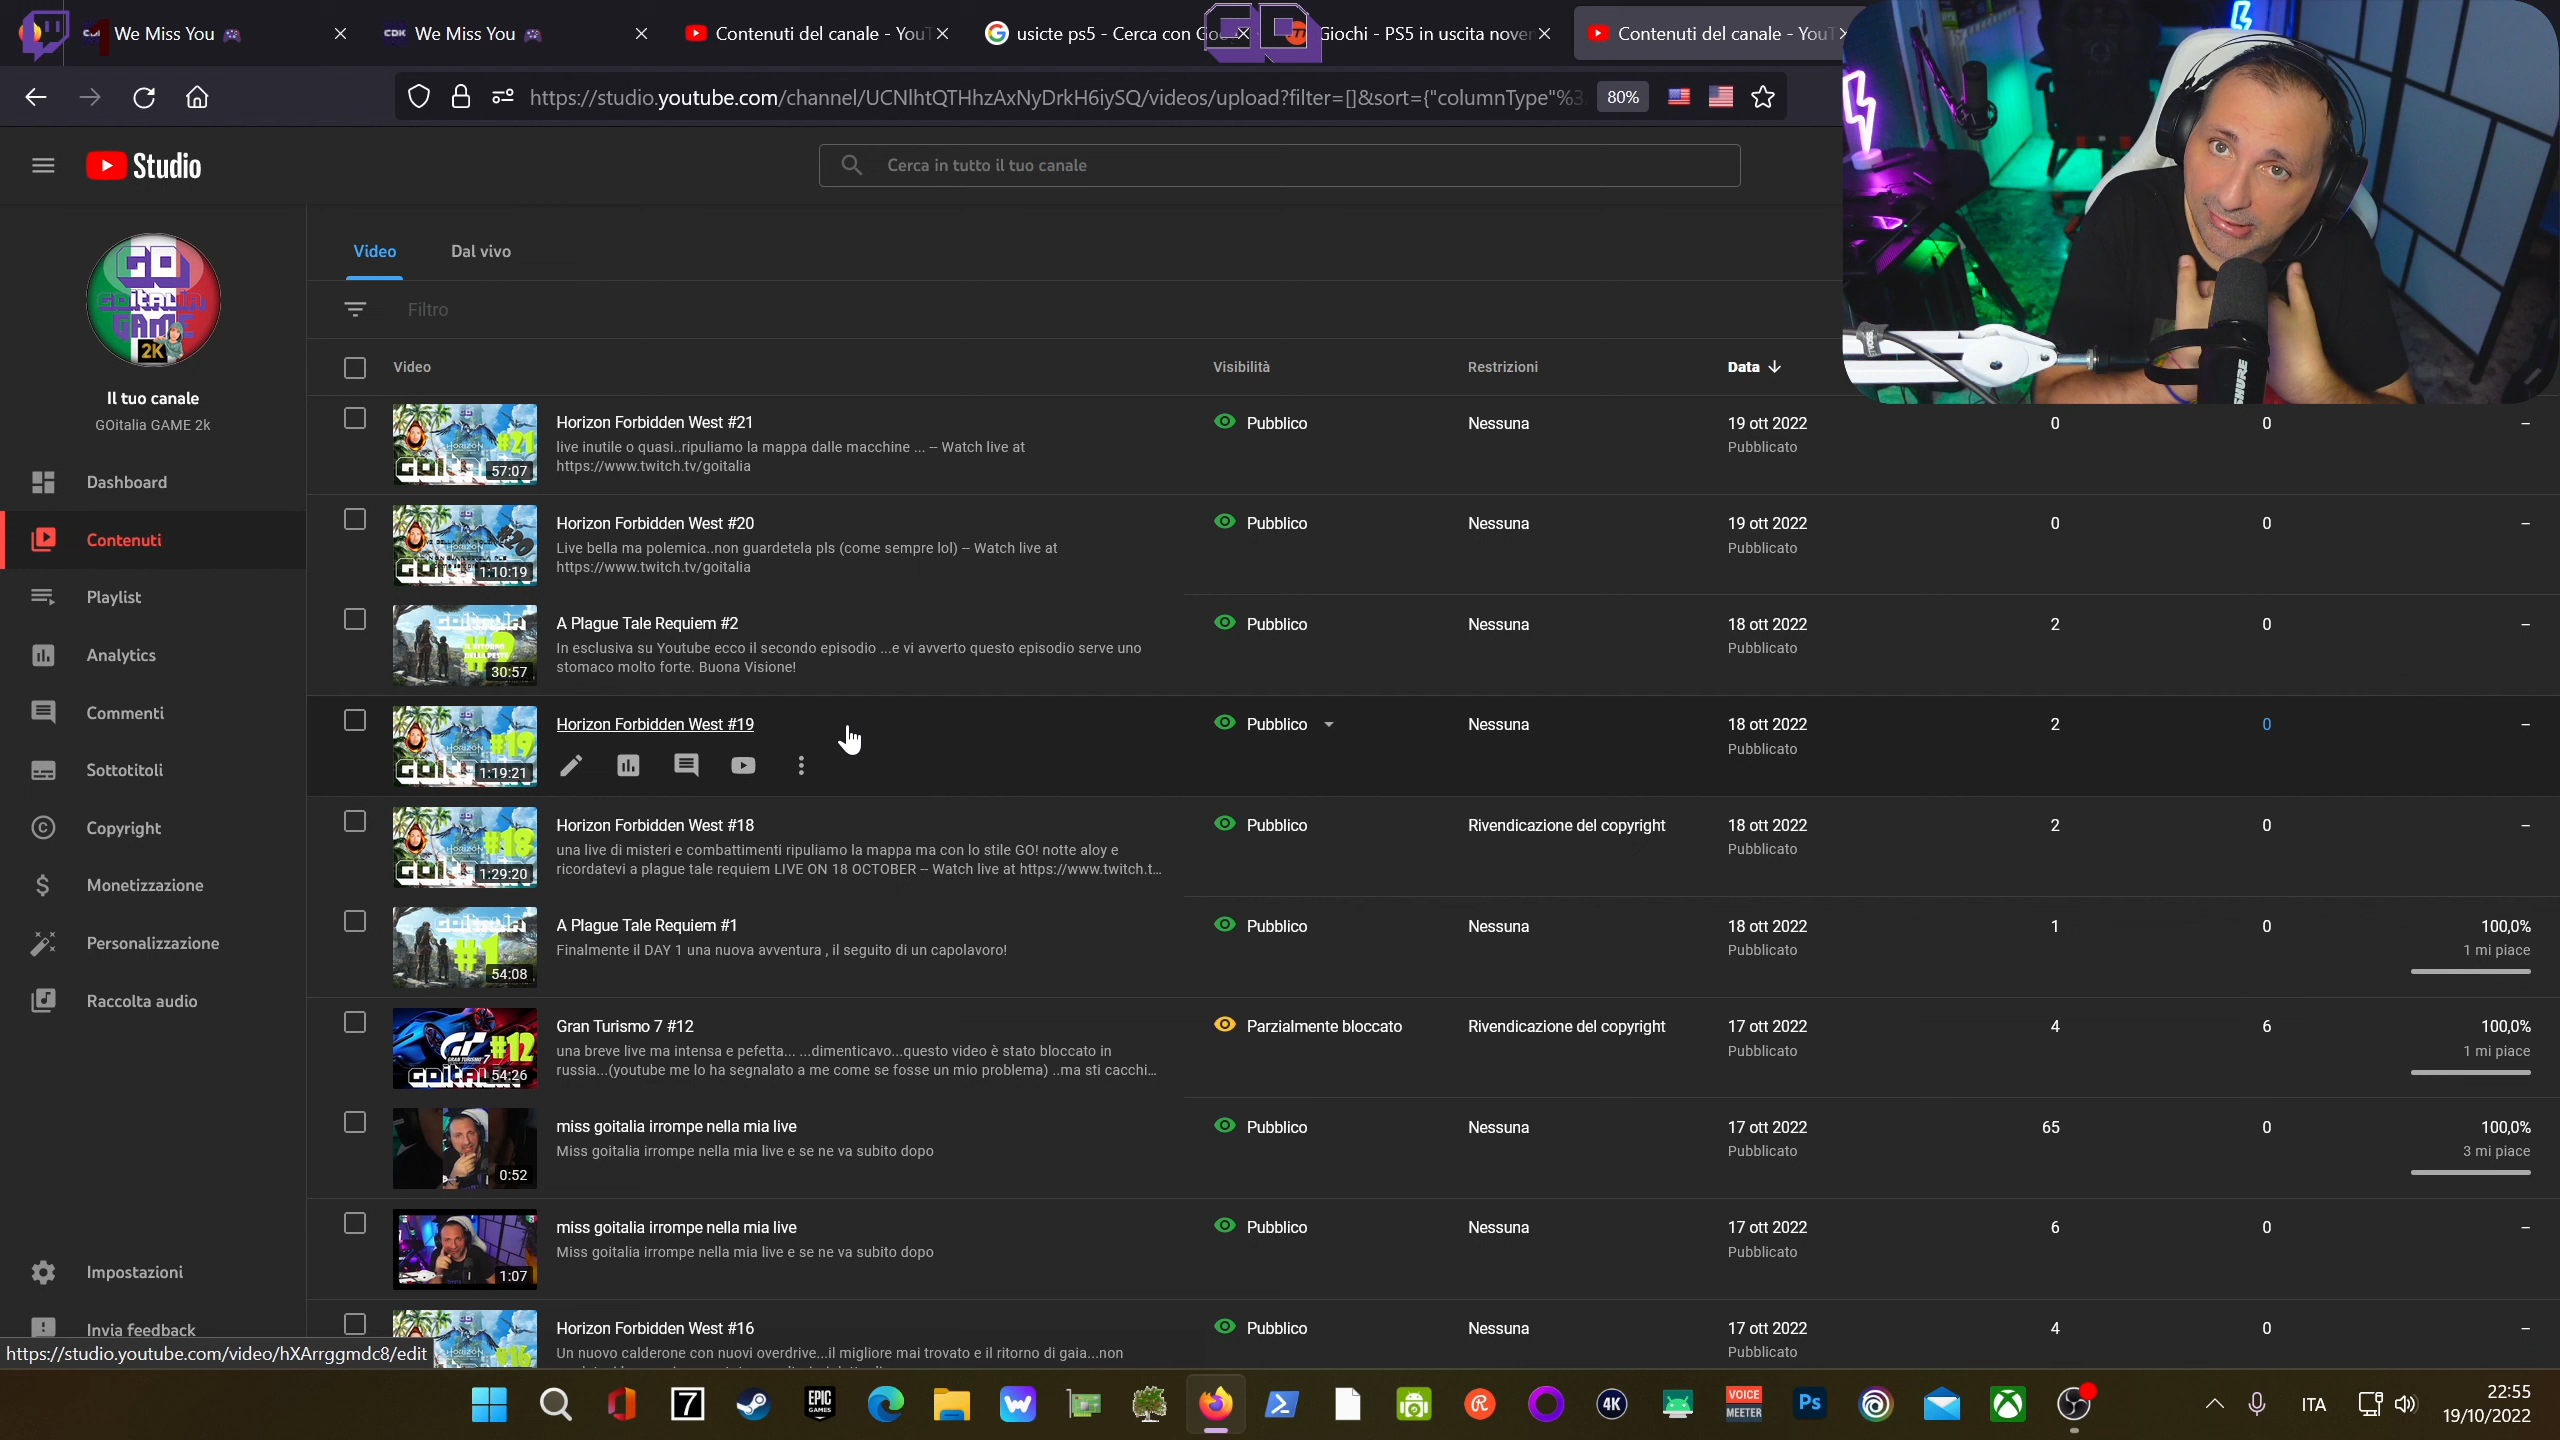 We Miss You
CDK We Miss You
Contenuti del canale - YouT
usicte ps5 - Cerca con Goo
Giochi - PS5 in uscita nover
Contenuti del canale - YouT
https://studio.youtube.com/channel/UCNlhtQTHhzAxNyDrkH6iySQ/videos/upload?filter=[]&sort={"columnType"%3
80%
Studio
Cerca in tutto il tuo canale
Video
Dal vivo
Filtro
Il tuo canale
GOitalia GAME 2k
Dashboard
Contenuti
Playlist
Analytics
Commenti
Sottotitoli
Copyright
Monetizzazione
Personalizzazione
Raccolta audio
Impostazioni
Invia feedback
Video Visibilità Restrizioni Data
#21
57:07
Horizon Forbidden West #21
live inutile o quasi..ripuliamo la mappa dalle macchine ... -- Watch live at
https://www.twitch.tv/goitalia
Pubblico Nessuna 19 ott 2022 0 0 –
Pubblicato
#20
1:10:19
Horizon Forbidden West #20
Live bella ma polemica..non guardetela pls (come sempre lol) -- Watch live at
https://www.twitch.tv/goitalia
Pubblico Nessuna 19 ott 2022 0 0 –
Pubblicato
30:57
A Plague Tale Requiem #2
In esclusiva su Youtube ecco il secondo episodio ...e vi avverto questo episodio serve uno
stomaco molto forte. Buona Visione!
Pubblico Nessuna 18 ott 2022 2 0 –
Pubblicato
#19
1:19:21
Horizon Forbidden West #19
Pubblico Nessuna 18 ott 2022 2 0 –
Pubblicato
#18
1:29:20
Horizon Forbidden West #18
una live di misteri e combattimenti ripuliamo la mappa ma con lo stile GO! notte aloy e
ricordatevi a plague tale requiem LIVE ON 18 OCTOBER -- Watch live at https://www.twitch.t...
Pubblico Rivendicazione del copyright 18 ott 2022 2 0 –
Pubblicato
#1
54:08
A Plague Tale Requiem #1
Finalmente il DAY 1 una nuova avventura , il seguito di un capolavoro!
Pubblico Nessuna 18 ott 2022 1 0 100,0%
Pubblicato 1 mi piace
#12
54:26
Gran Turismo 7 #12
una breve live ma intensa e pefetta... ...dimenticavo...questo video è stato bloccato in
russia...(youtube me lo ha segnalato a me come se fosse un mio problema) ..ma sti cacchi...
Parzialmente bloccato Rivendicazione del copyright 17 ott 2022 4 6 100,0%
Pubblicato 1 mi piace
0:52
miss goitalia irrompe nella mia live
Miss goitalia irrompe nella mia live e se ne va subito dopo
Pubblico Nessuna 17 ott 2022 65 0 100,0%
Pubblicato 3 mi piace
1:07
miss goitalia irrompe nella mia live
Miss goitalia irrompe nella mia live e se ne va subito dopo
Pubblico Nessuna 17 ott 2022 6 0 –
Pubblicato
#16
Horizon Forbidden West #16
Un nuovo calderone con nuovi overdrive...il migliore mai trovato e il ritorno di gaia...non
Pubblico Nessuna 17 ott 2022 4 0 –
Pubblicato
SHURE
https://studio.youtube.com/video/hXArrggmdc8/edit
7
EPIC
GAMES
4K
VOICE
MEETER
Ps
ITA
22:55
19/10/2022